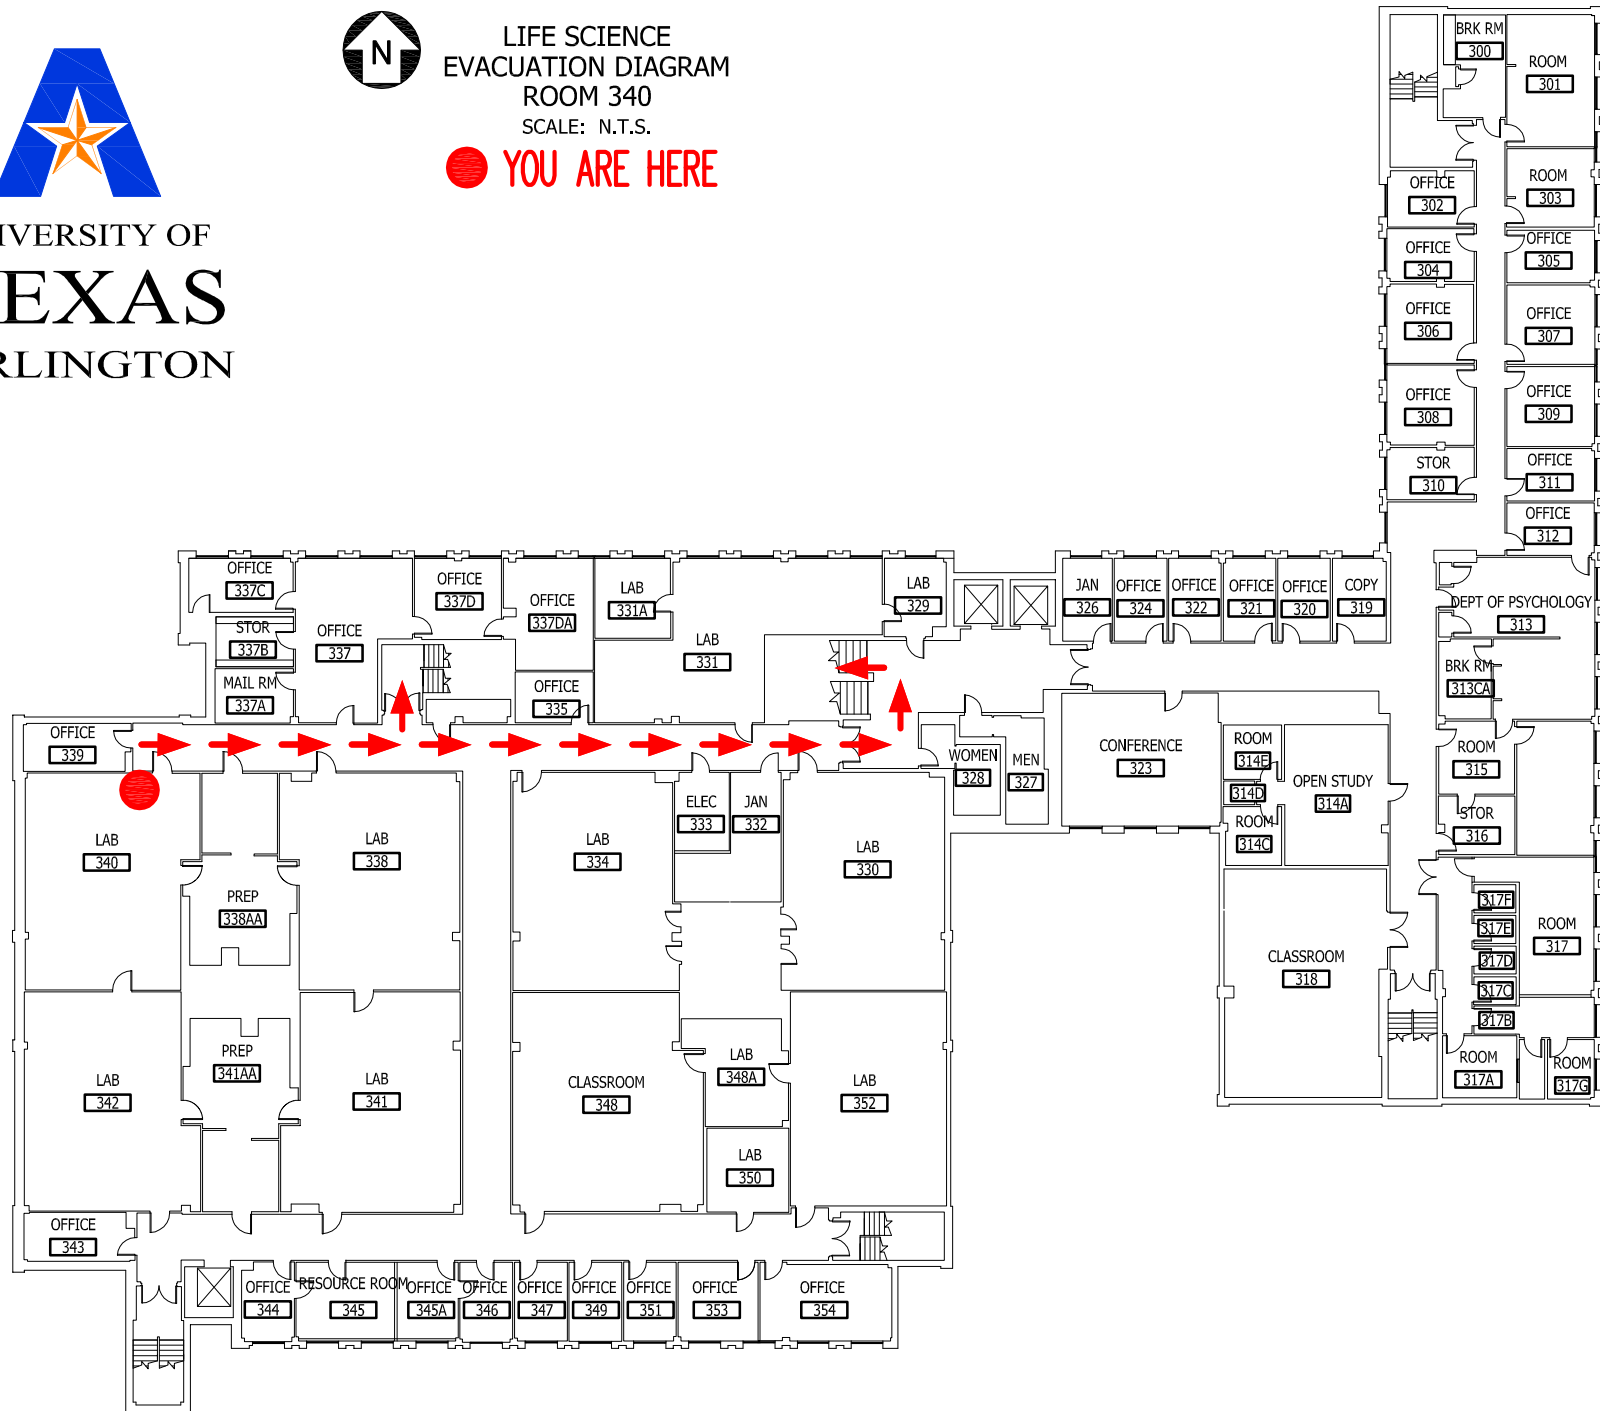 N
LIFE SCIENCE
EVACUATION DIAGRAM
ROOM 340
SCALE: N.T.S.
YOU ARE HERE
IVERSITY OF
EXAS
RLINGTON
BRK RM
300
ROOM
301
OFFICE
302
ROOM
303
OFFICE
304
OFFICE
305
OFFICE
306
OFFICE
307
OFFICE
308
OFFICE
309
STOR
310
OFFICE
311
OFFICE
312
DEPT OF PSYCHOLOGY
313
BRK RM
313CA
ROOM
315
STOR
316
OFFICE
337C
STOR
337B
MAIL RM
337A
OFFICE
337
OFFICE
337D
OFFICE
337DA
OFFICE
335
LAB
331A
LAB
331
LAB
329
JAN
326
OFFICE
324
OFFICE
322
OFFICE
321
OFFICE
320
COPY
319
OFFICE
339
WOMEN
328
MEN
327
CONFERENCE
323
ROOM
314E
314D
ROOM
314C
OPEN STUDY
314A
LAB
340
PREP
338AA
LAB
338
LAB
334
ELEC
333
JAN
332
LAB
330
CLASSROOM
318
317F
317E
317D
317C
317B
ROOM
317
ROOM
317A
ROOM
317G
LAB
342
PREP
341AA
LAB
341
CLASSROOM
348
LAB
348A
LAB
352
LAB
350
OFFICE
343
OFFICE
344
RESOURCE ROOM
345
OFFICE
345A
OFFICE
346
OFFICE
347
OFFICE
349
OFFICE
351
OFFICE
353
OFFICE
354